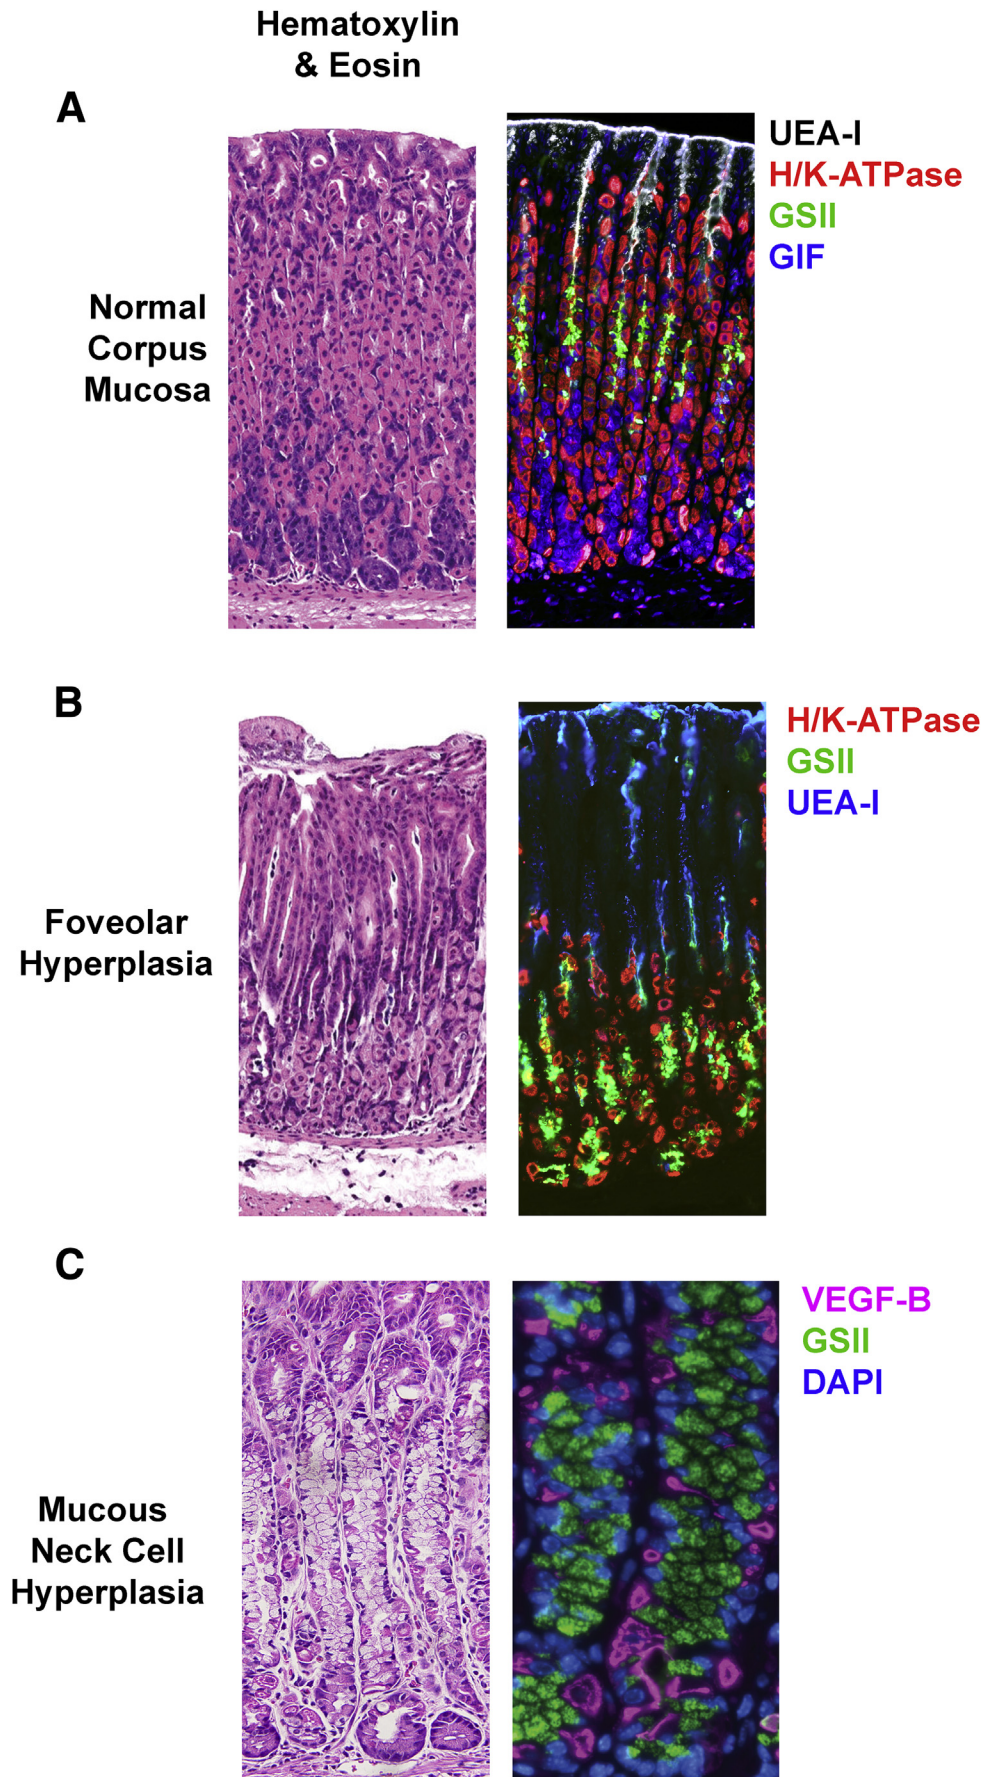 Hematoxylin
& Eosin
A
Normal
Corpus
Mucosa
UEA-I
H/K-ATPase
GSII
GIF
B
Foveolar
Hyperplasia
H/K-ATPase
GSII
UEA-I
C
Mucous
Neck Cell
Hyperplasia
VEGF-B
GSII
DAPI